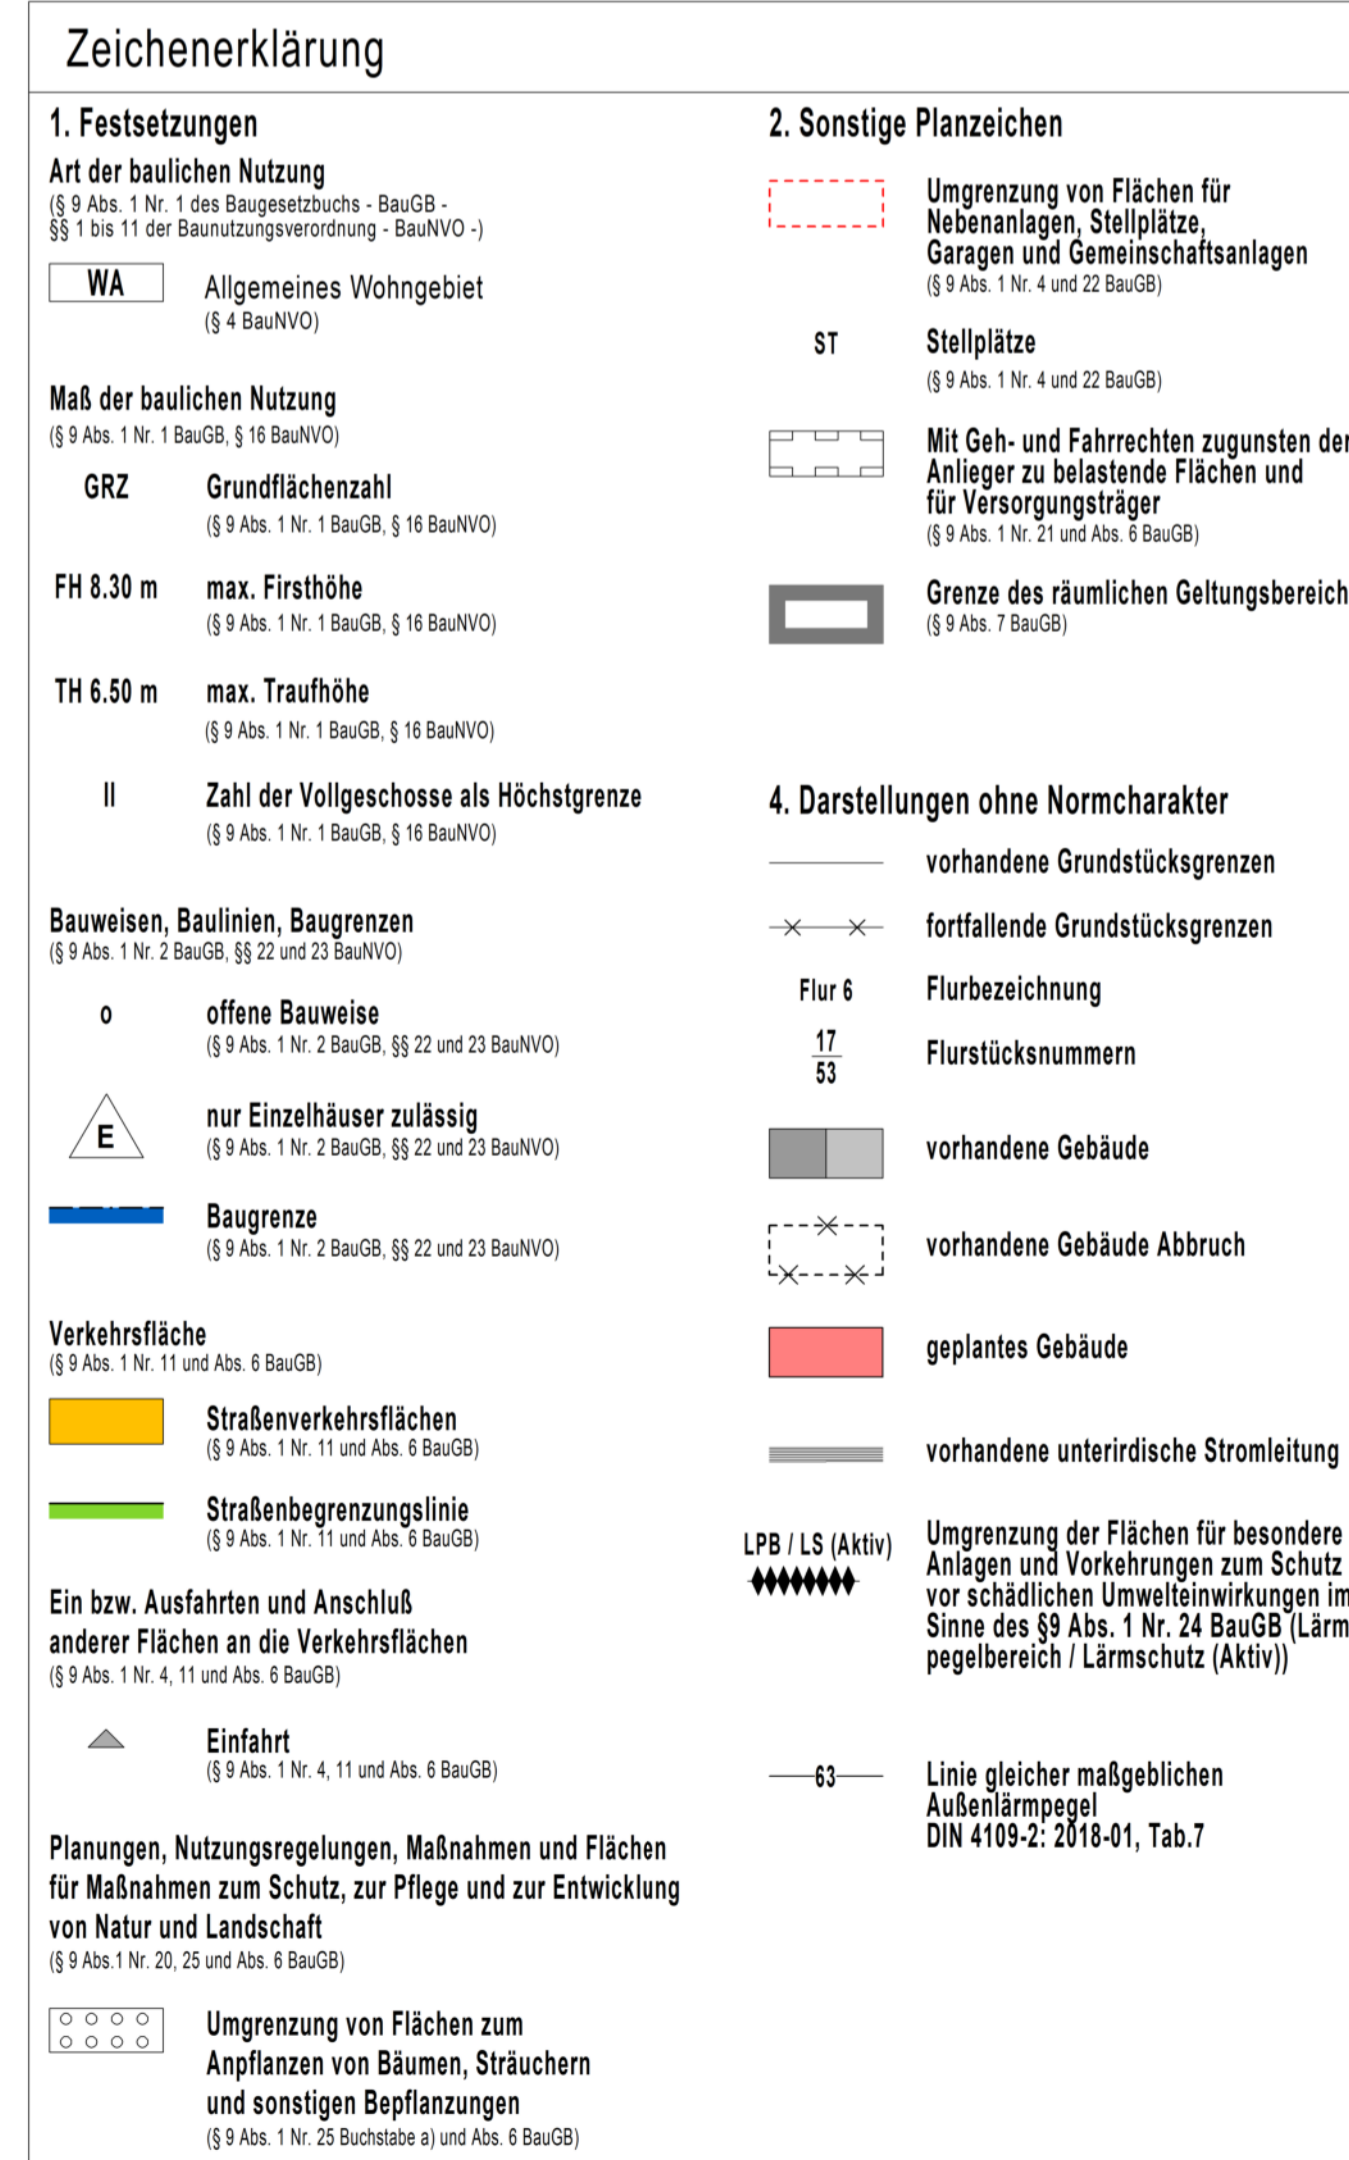 Zeichenerklärung
1. Festsetzungen
Art der baulichen Nutzung
(§ 9 Abs. 1 Nr. 1 des Baugesetzbuchs - BauGB -
§§ 1 bis 11 der Baunutzungsverordnung - BauNVO -)
WA Allgemeines Wohngebiet
(§ 4 BauNVO)
Maß der baulichen Nutzung
(§ 9 Abs. 1 Nr. 1 BauGB, § 16 BauNVO)
GRZ Grundflächenzahl
(§ 9 Abs. 1 Nr. 1 BauGB, § 16 BauNVO)
FH 8.30 m max. Firsthöhe
(§ 9 Abs. 1 Nr. 1 BauGB, § 16 BauNVO)
TH 6.50 m max. Traufhöhe
(§ 9 Abs. 1 Nr. 1 BauGB, § 16 BauNVO)
II Zahl der Vollgeschosse als Höchstgrenze
(§ 9 Abs. 1 Nr. 1 BauGB, § 16 BauNVO)
Bauweisen, Baulinien, Baugrenzen
(§ 9 Abs. 1 Nr. 2 BauGB, §§ 22 und 23 BauNVO)
o offene Bauweise
(§ 9 Abs. 1 Nr. 2 BauGB, §§ 22 und 23 BauNVO)
E nur Einzelhäuser zulässig
(§ 9 Abs. 1 Nr. 2 BauGB, §§ 22 und 23 BauNVO)
Baugrenze
(§ 9 Abs. 1 Nr. 2 BauGB, §§ 22 und 23 BauNVO)
Verkehrsfläche
(§ 9 Abs. 1 Nr. 11 und Abs. 6 BauGB)
Straßenverkehrsflächen
(§ 9 Abs. 1 Nr. 11 und Abs. 6 BauGB)
Straßenbegrenzungslinie
(§ 9 Abs. 1 Nr. 11 und Abs. 6 BauGB)
Ein bzw. Ausfahrten und Anschluß
anderer Flächen an die Verkehrsflächen
(§ 9 Abs. 1 Nr. 4, 11 und Abs. 6 BauGB)
Einfahrt
(§ 9 Abs. 1 Nr. 4, 11 und Abs. 6 BauGB)
Planungen, Nutzungsregelungen, Maßnahmen und Flächen
für Maßnahmen zum Schutz, zur Pflege und zur Entwicklung
von Natur und Landschaft
(§ 9 Abs.1 Nr. 20, 25 und Abs. 6 BauGB)
Umgrenzung von Flächen zum
Anpflanzen von Bäumen, Sträuchern
und sonstigen Bepflanzungen
(§ 9 Abs. 1 Nr. 25 Buchstabe a) und Abs. 6 BauGB)
2. Sonstige Planzeichen
Umgrenzung von Flächen für
Nebenanlagen, Stellplätze,
Garagen und Gemeinschaftsanlagen
(§ 9 Abs. 1 Nr. 4 und 22 BauGB)
ST Stellplätze
(§ 9 Abs. 1 Nr. 4 und 22 BauGB)
Mit Geh- und Fahrrechten zugunsten der
Anlieger zu belastende Flächen und
für Versorgungsträger
(§ 9 Abs. 1 Nr. 21 und Abs. 6 BauGB)
Grenze des räumlichen Geltungsbereich
(§ 9 Abs. 7 BauGB)
4. Darstellungen ohne Normcharakter
vorhandene Grundstücksgrenzen
fortfallende Grundstücksgrenzen
Flur 6 Flurbezeichnung
17
53 Flurstücksnummern
vorhandene Gebäude
vorhandene Gebäude Abbruch
geplantes Gebäude
vorhandene unterirdische Stromleitung
LPB / LS (Aktiv) Umgrenzung der Flächen für besondere
Anlagen und Vorkehrungen zum Schutz
vor schädlichen Umwelteinwirkungen im
Sinne des §9 Abs. 1 Nr. 24 BauGB (Lärm
pegelbereich / Lärmschutz (Aktiv))
63 Linie gleicher maßgeblichen
Außenlärmpegel
DIN 4109-2: 2018-01, Tab.7